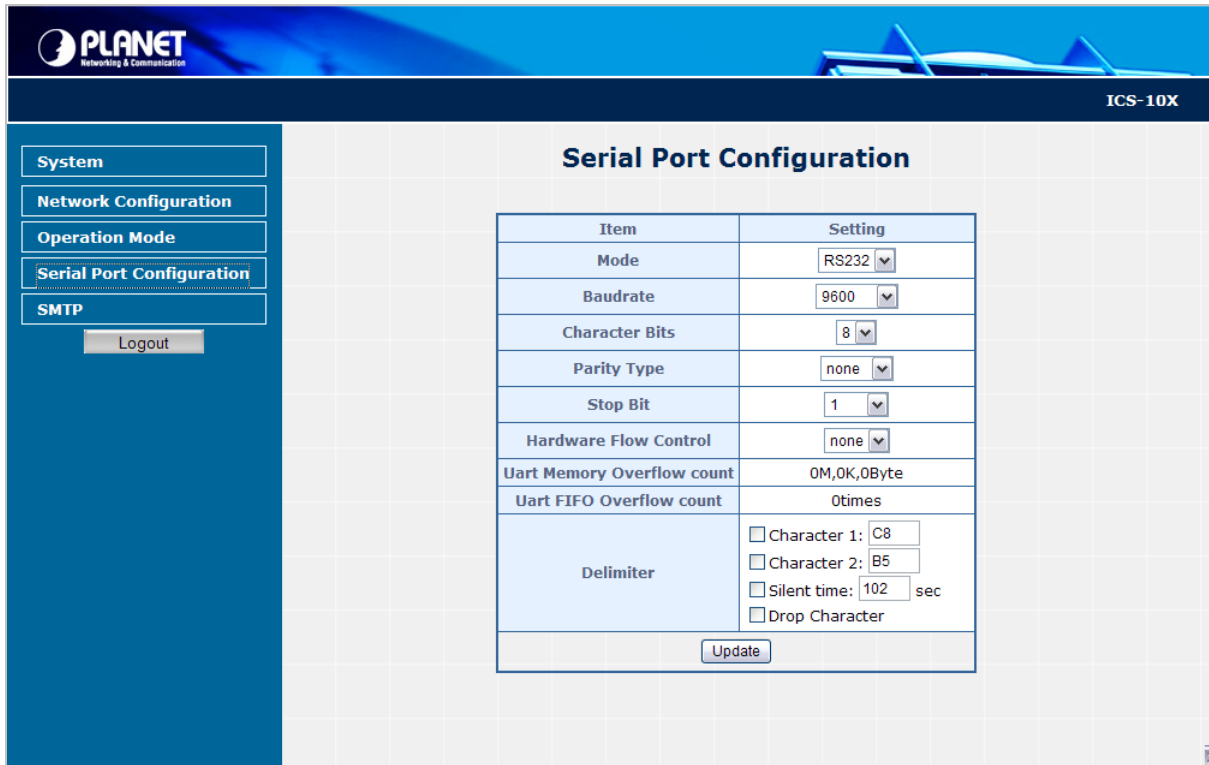 PLANET
Networking & Communication
ICS-10X
System
Network Configuration
Operation Mode
Serial Port Configuration
SMTP
Logout
Serial Port Configuration
Item Setting
Mode RS232
Baudrate 9600
Character Bits 8
Parity Type none
Stop Bit 1
Hardware Flow Control none
Uart Memory Overflow count 0M,0K,0Byte
Uart FIFO Overflow count 0times
Delimiter
Character 1: C8
Character 2: B5
Silent time: 102 sec
Drop Character
Update